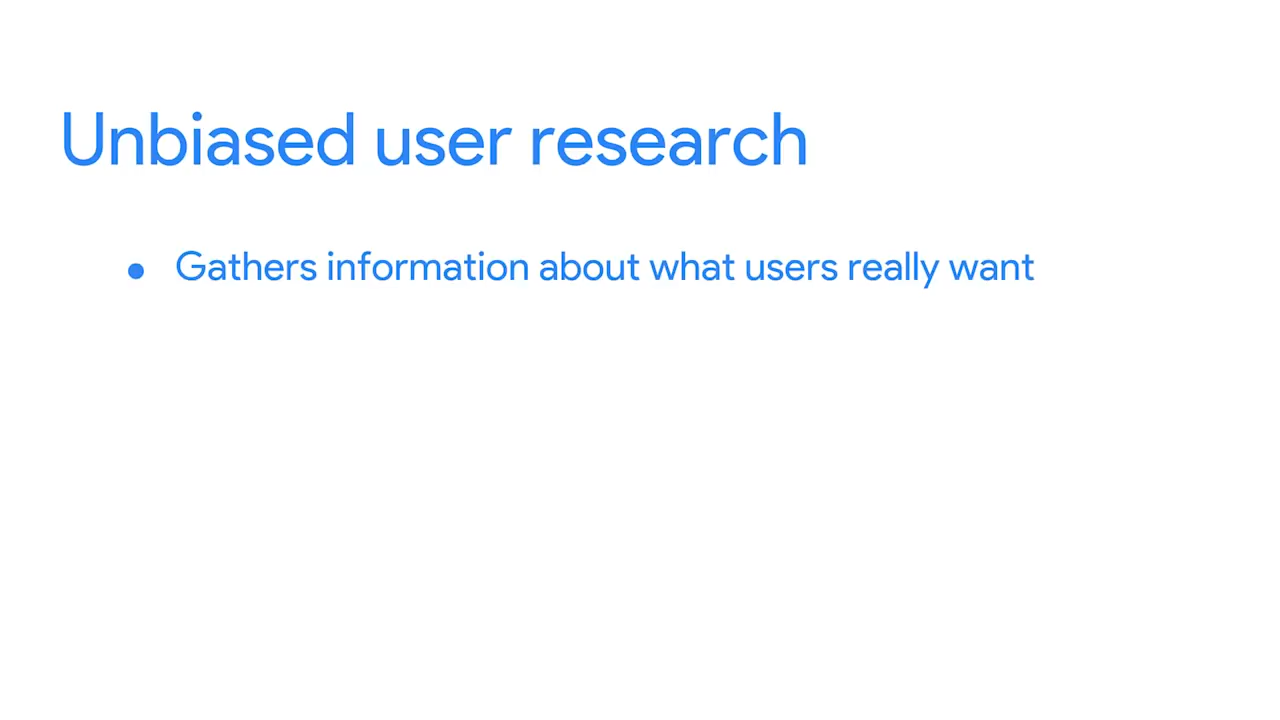 Unbiased user research
• Gathers information about what users really want